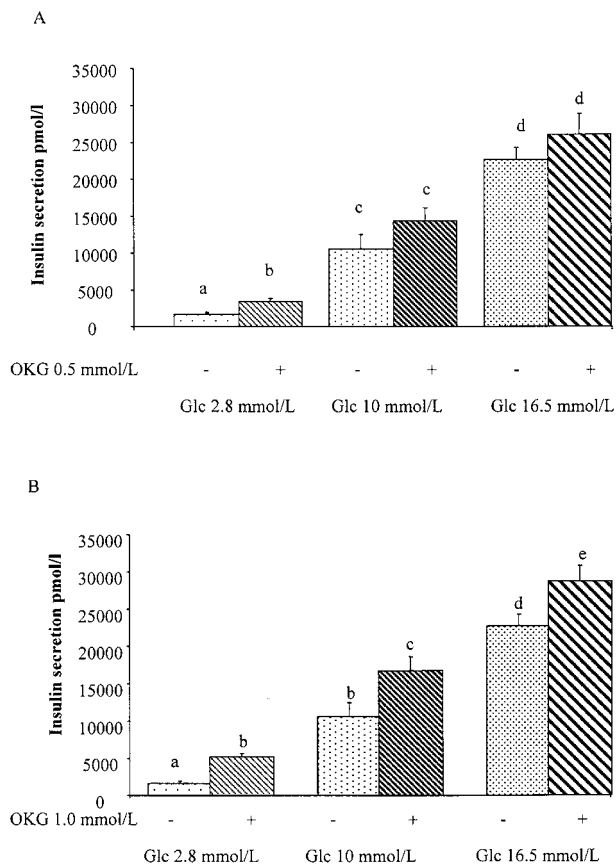 A
35000
30000
25000
20000
15000
10000
5000
0
Insulin secretion pmol/l
a
b
c
c
d
d
OKG 0.5 mmol/L - + - + - +
Glc 2.8 mmol/L Glc 10 mmol/L Glc 16.5 mmol/L
B
35000
30000
25000
20000
15000
10000
5000
0
Insulin secretion pmol/l
a
b
b
c
d
e
OKG 1.0 mmol/L - + - + - +
Glc 2.8 mmol/L Glc 10 mmol/L Glc 16.5 mmol/L